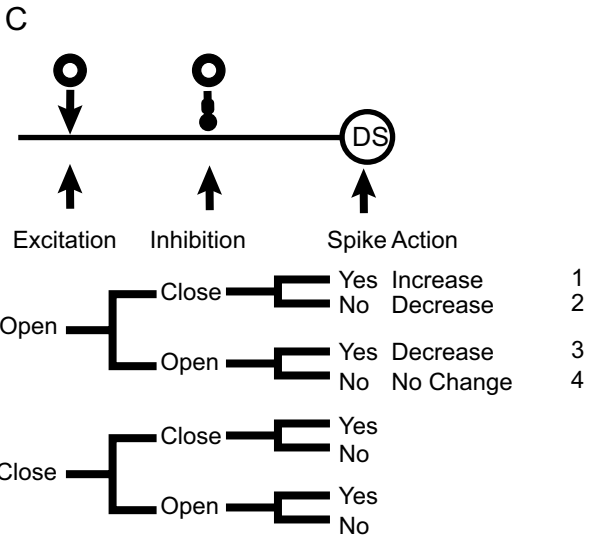 C
DS
Excitation Inhibition Spike Action
Close Yes Increase 1
No Decrease 2
Open
Open Yes Decrease 3
No No Change 4
Close Yes
No
Close
Open Yes
No